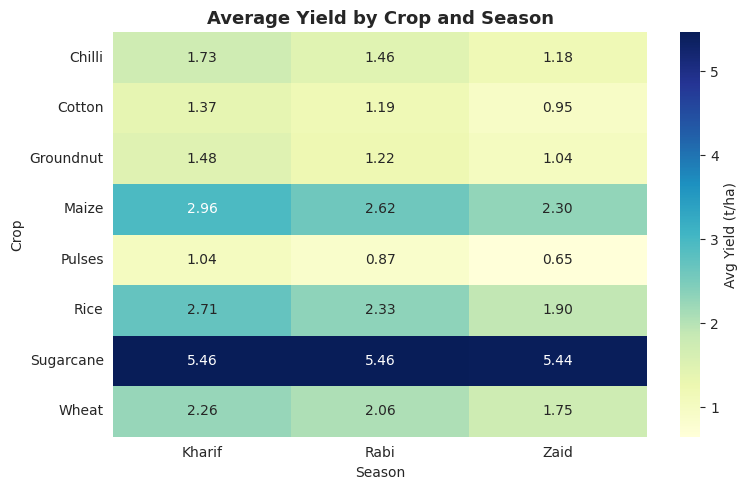 Average Yield by Crop and Season
Chilli 1.73 1.46 1.18
Cotton 1.37 1.19 0.95
Groundnut 1.48 1.22 1.04
Maize 2.96 2.62 2.30
Pulses 1.04 0.87 0.65
Rice 2.71 2.33 1.90
Sugarcane 5.46 5.46 5.44
Wheat 2.26 2.06 1.75
Kharif Rabi Zaid
Season
Crop
5
4
3
2
1
Avg Yield (t/ha)